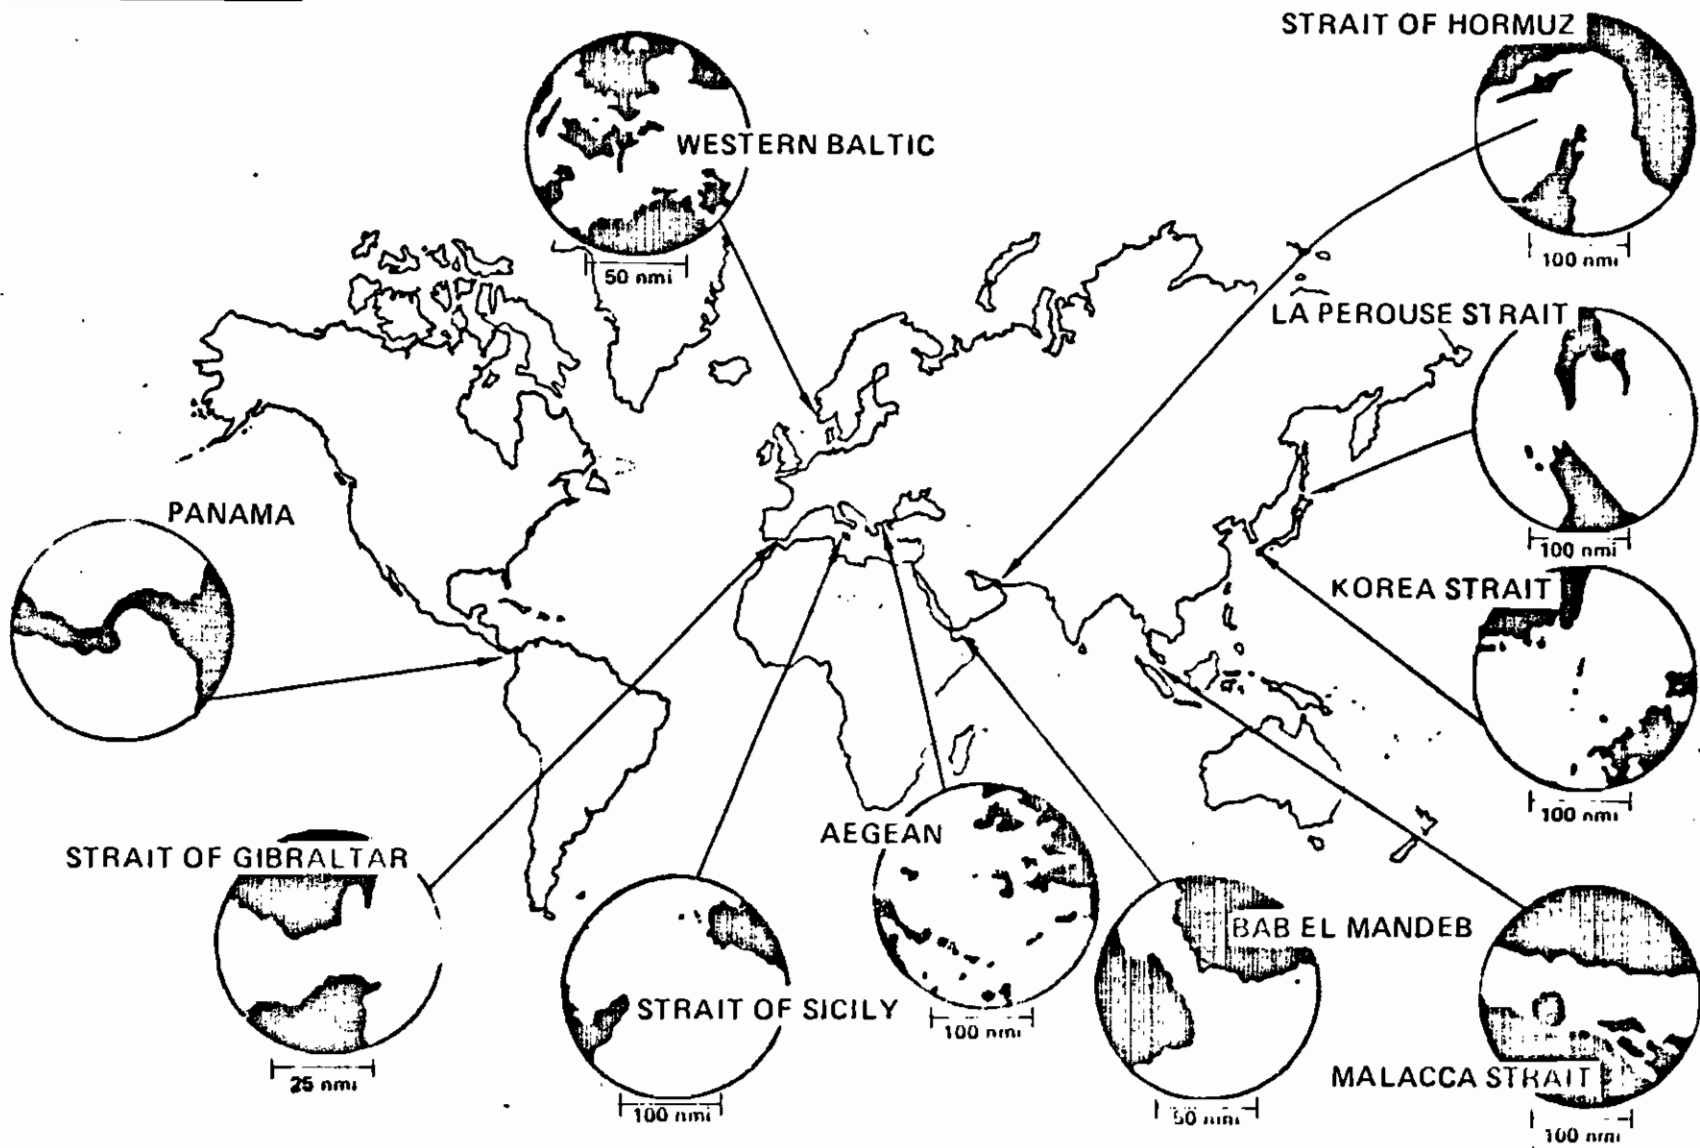 STRAIT OF HORMUZ
100 nmi
WESTERN BALTIC
50 nmi
LA PEROUSE STRAIT
100 nmi
PANAMA
KOREA STRAIT
100 nmi
STRAIT OF GIBRALTAR
25 nmi
STRAIT OF SICILY
100 nmi
AEGEAN
100 nmi
BAB EL MANDEB
50 nmi
MALACCA STRAIT
100 nmi